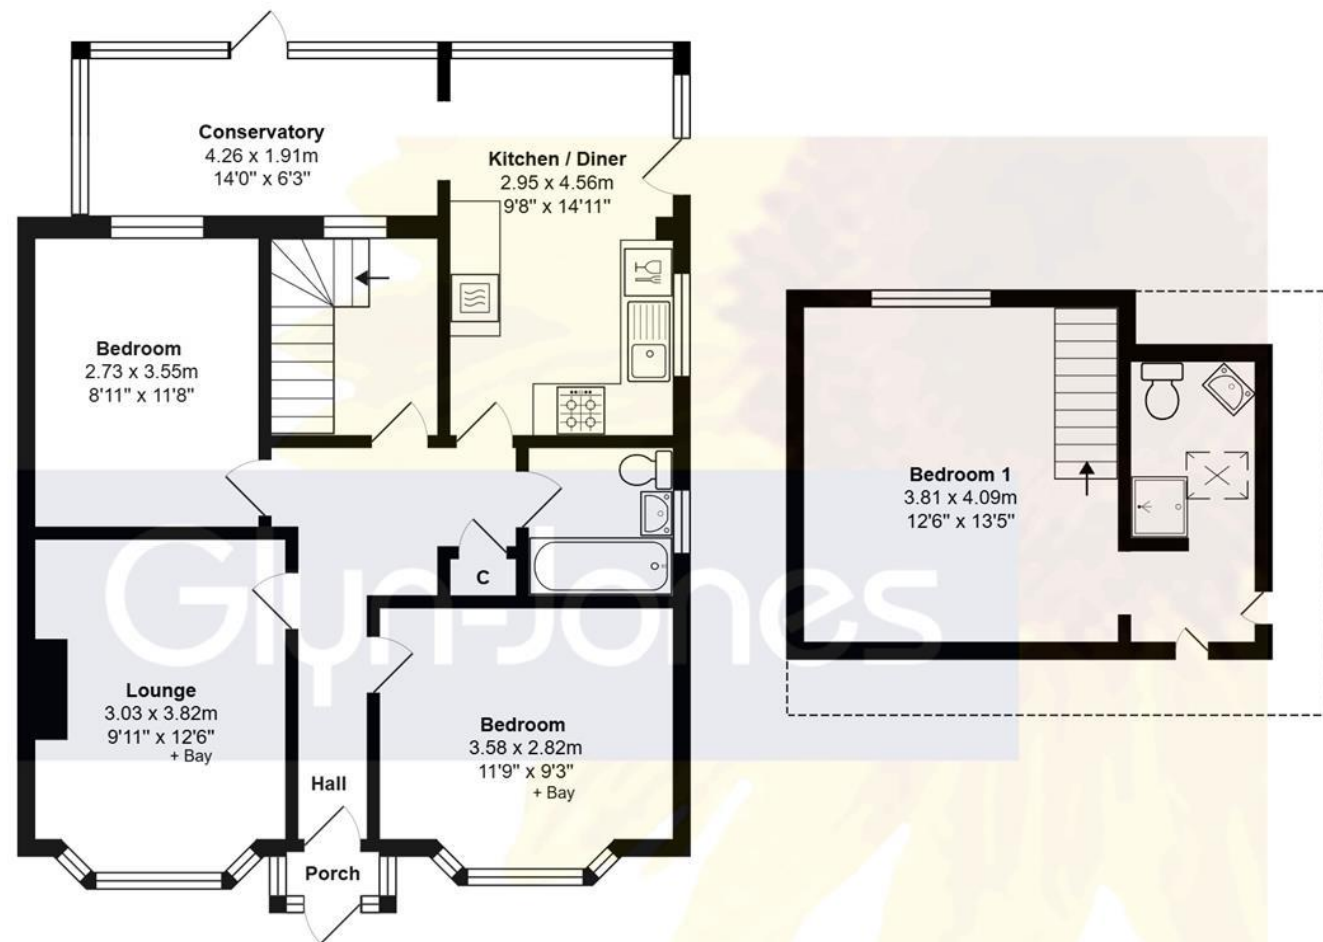 Conservatory
4.26 x 1.91m
14'0" x 6'3"
Kitchen / Diner
2.95 x 4.56m
9'8" x 14'11"
Bedroom
2.73 x 3.55m
8'11" x 11'8"
C
Lounge
3.03 x 3.82m
9'11" x 12'6"
+ Bay
Bedroom
3.58 x 2.82m
11'9" x 9'3"
+ Bay
Hall
Porch
Bedroom 1
3.81 x 4.09m
12'6" x 13'5"
Glyn-Jones